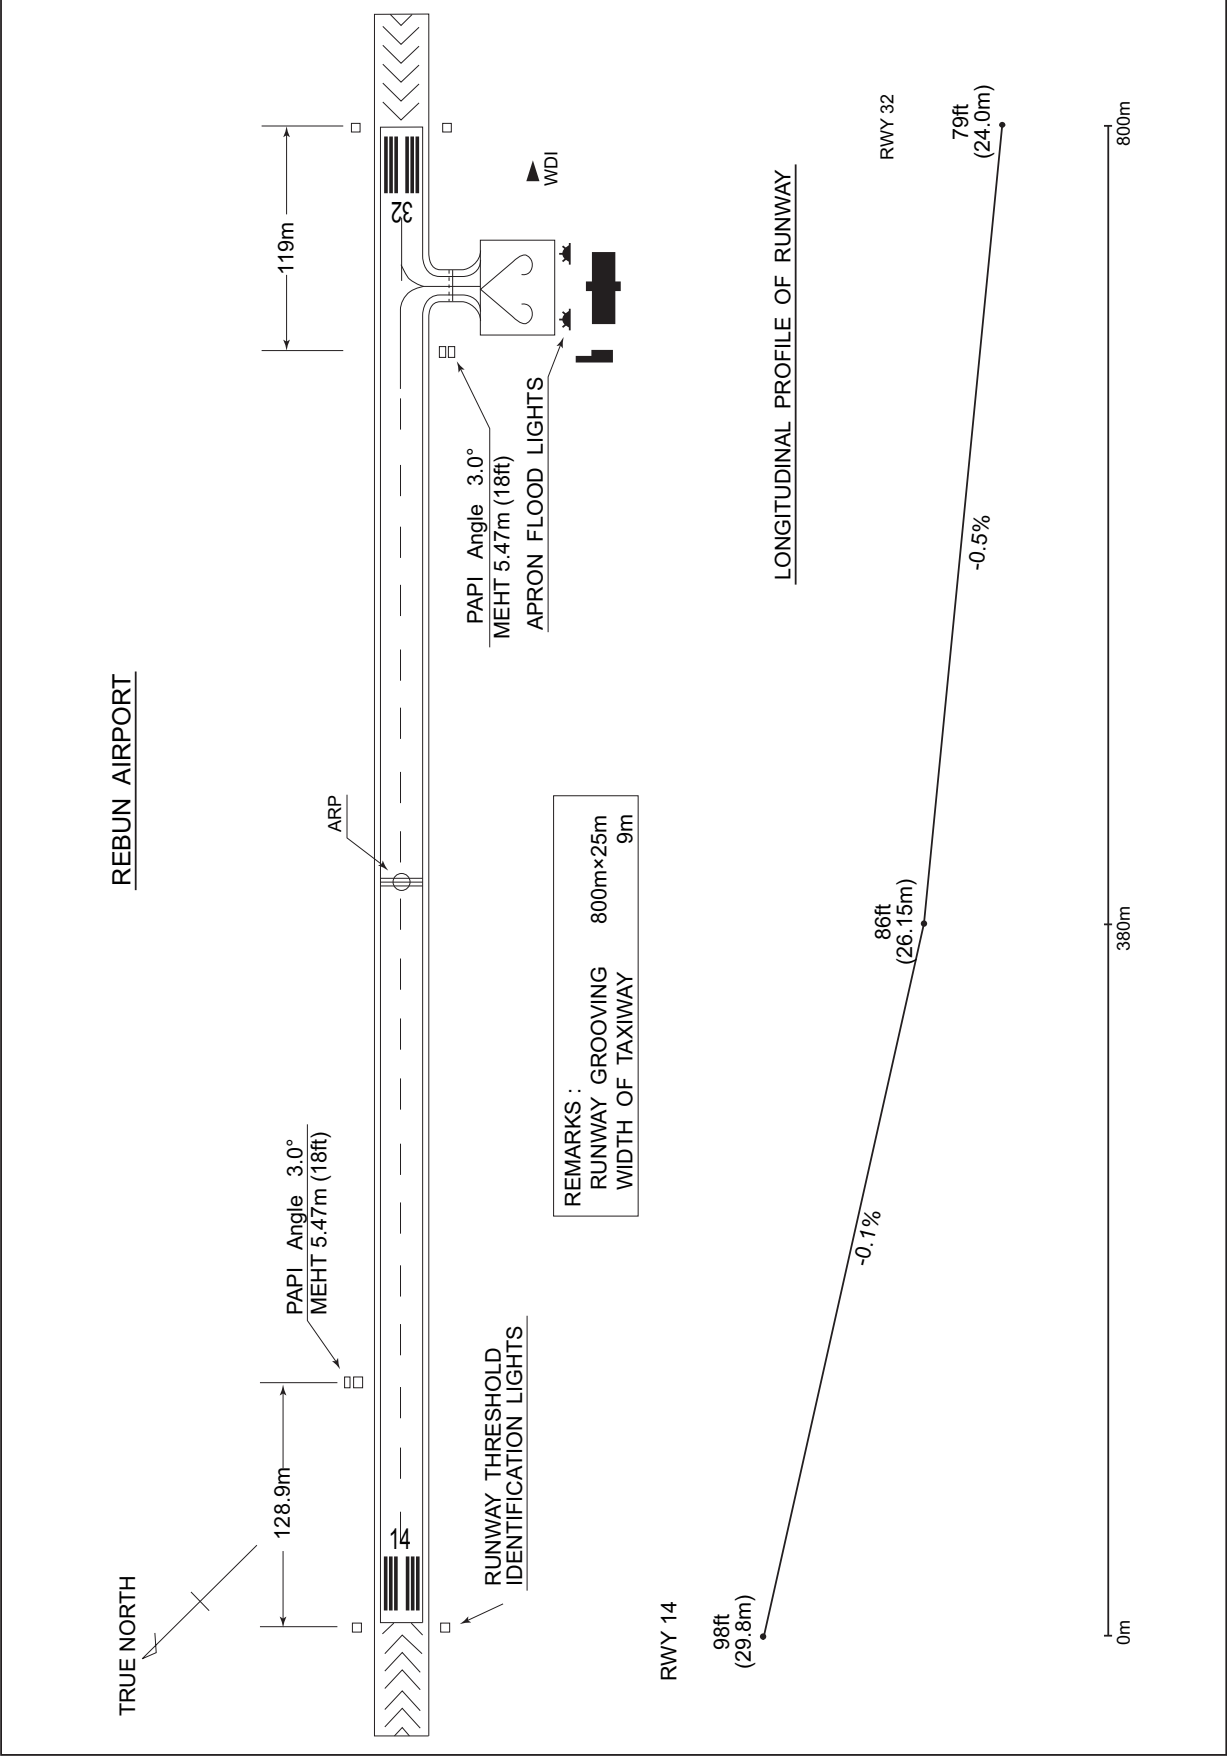 REBUN AIRPORT
TRUE NORTH
128.9m
PAPI Angle 3.0°
MEHT 5.47m (18ft)
ARP
119m
14
32
RUNWAY THRESHOLD
IDENTIFICATION LIGHTS
PAPI Angle 3.0°
MEHT 5.47m (18ft)
APRON FLOOD LIGHTS
WDI
REMARKS :
RUNWAY GROOVING 800m×25m
WIDTH OF TAXIWAY 9m
LONGITUDINAL PROFILE OF RUNWAY
RWY 14
98ft
(29.8m)
-0.1%
86ft
(26.15m)
-0.5%
RWY 32
79ft
(24.0m)
0m
380m
800m